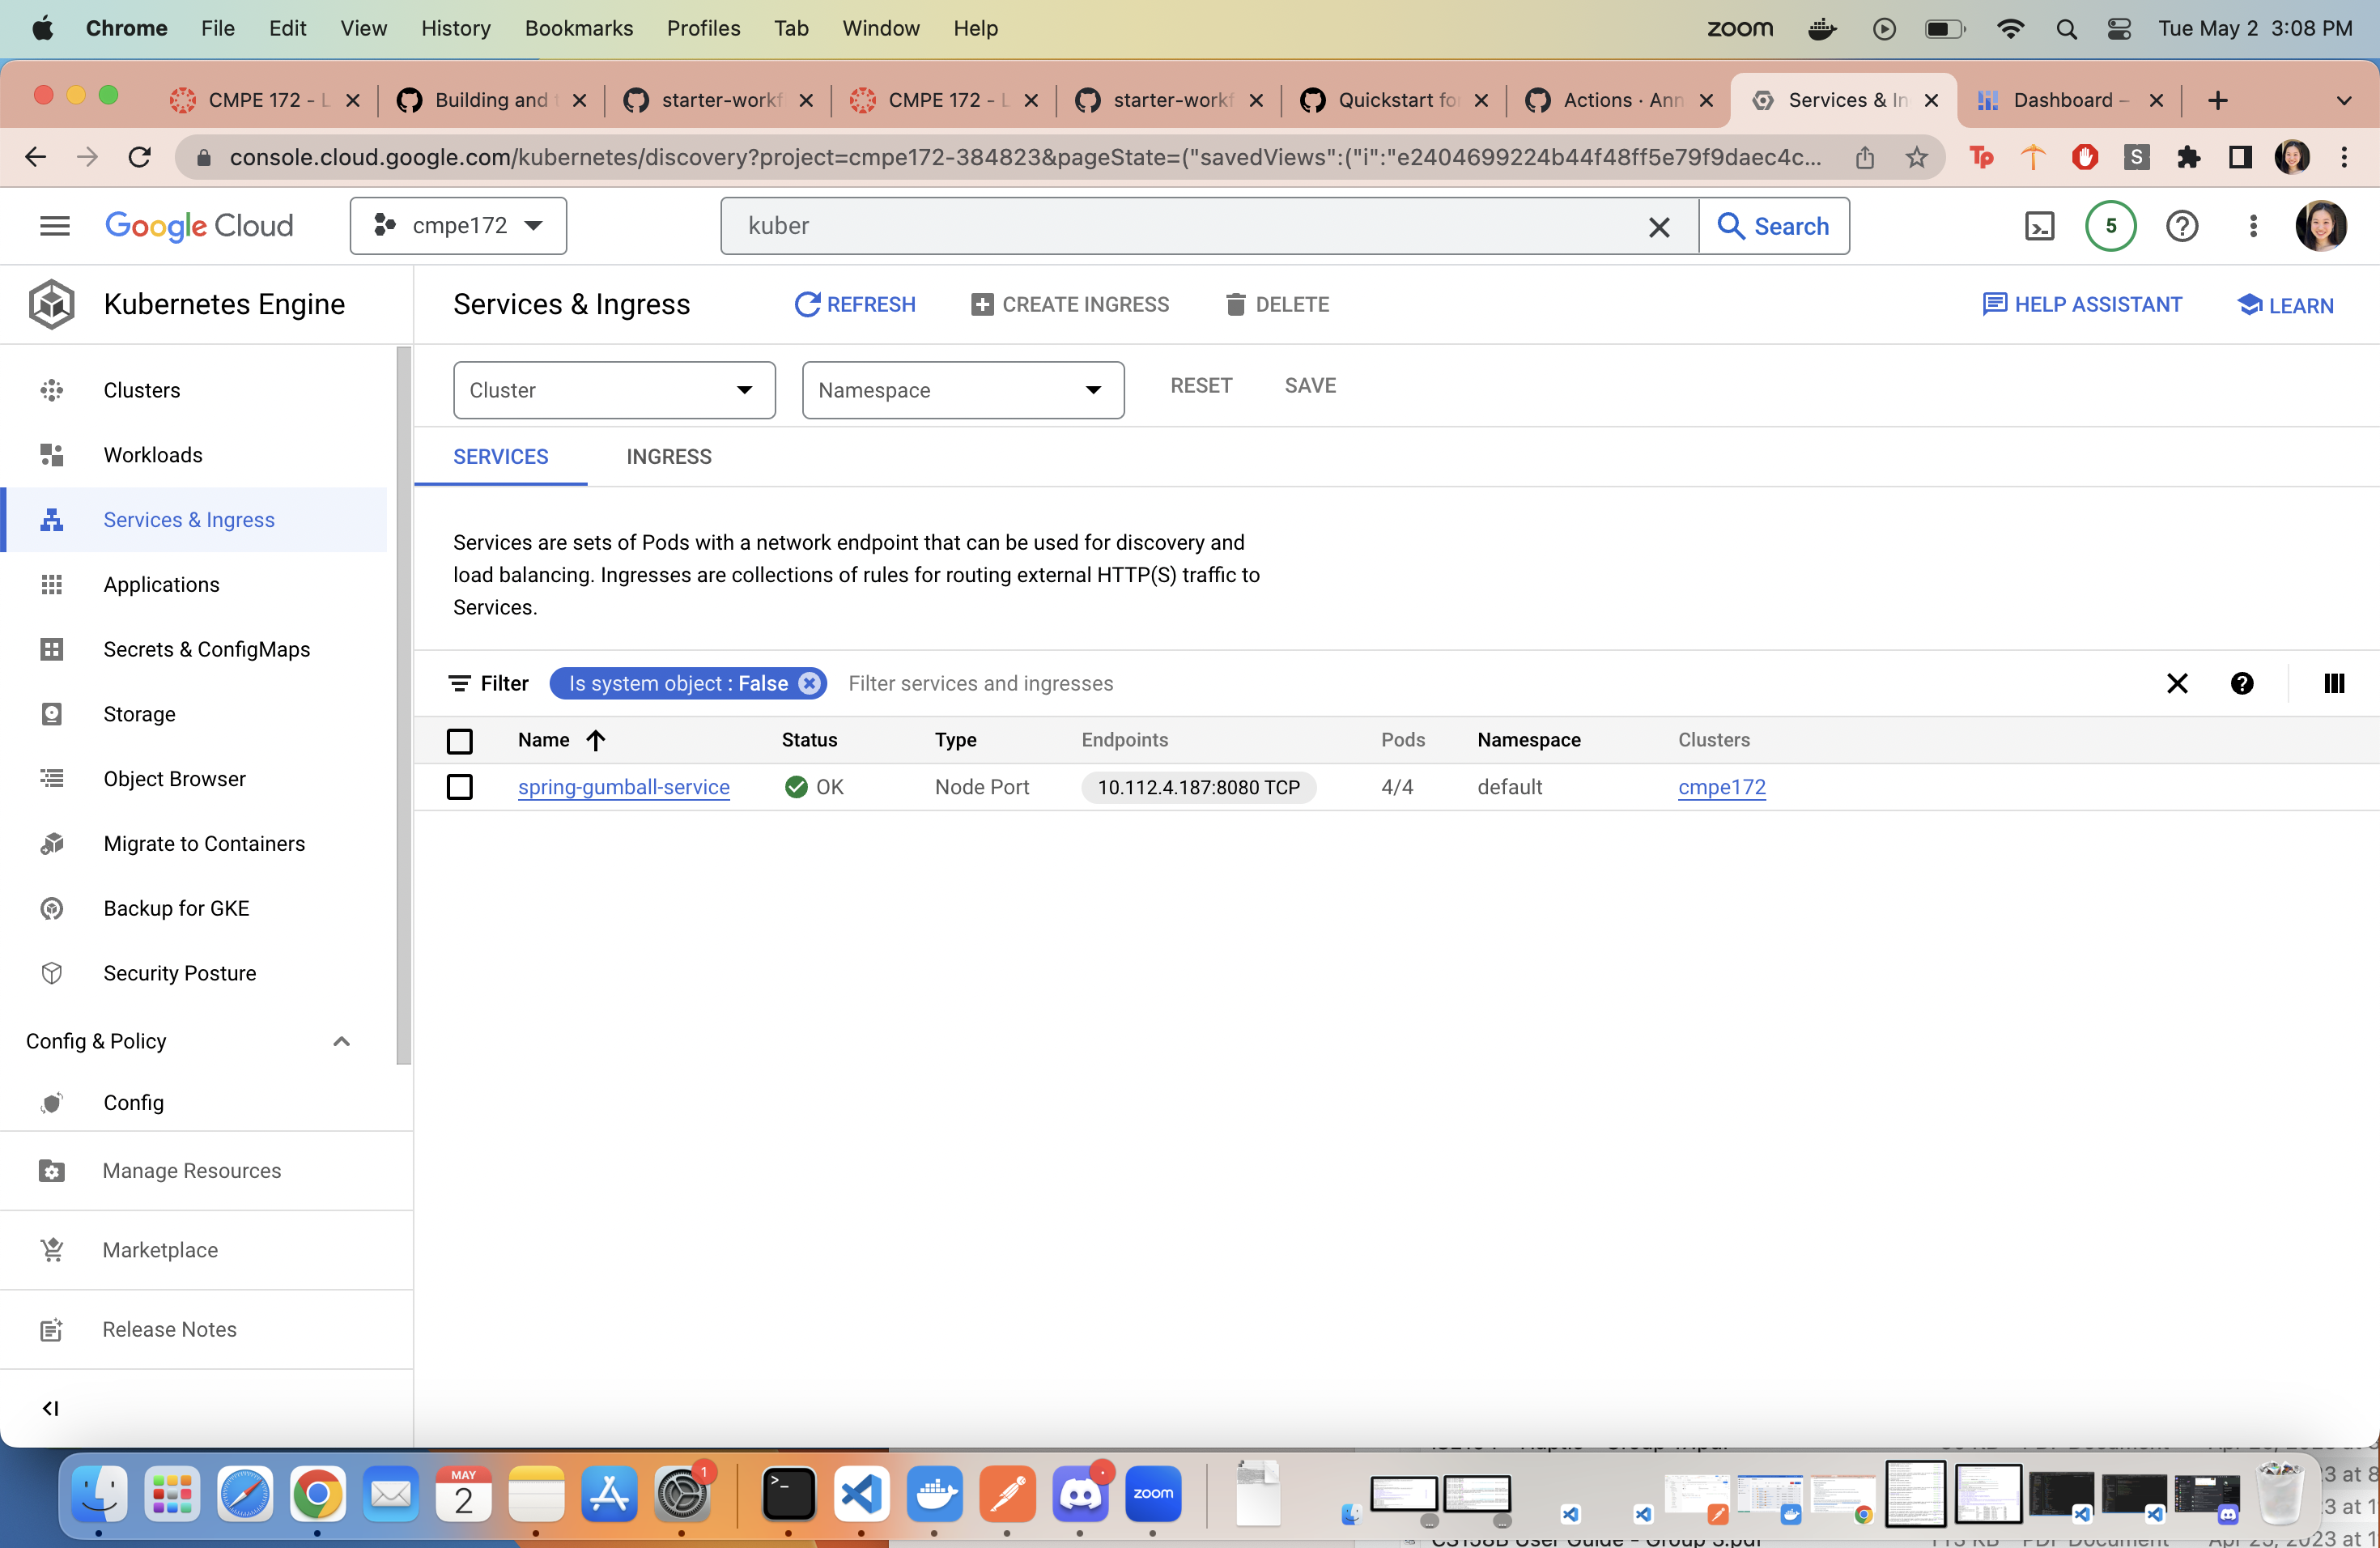 Chrome File Edit View History Bookmarks Profiles Tab Window Help zoom Tue May 2 3:08 PM
CMPE 172 - L Building and starter-workf CMPE 172 - L starter-workf Quickstart fo Actions · Ann Services & In Dashboard –
console.cloud.google.com/kubernetes/discovery?project=cmpe172-384823&pageState=("savedViews":("i":"e2404699224b44f48ff5e79f9daec4c... Tp S
Google Cloud cmpe172 kuber Search 5
Kubernetes Engine Services & Ingress REFRESH CREATE INGRESS DELETE HELP ASSISTANT LEARN
Clusters
Workloads
Services & Ingress
Applications
Secrets & ConfigMaps
Storage
Object Browser
Migrate to Containers
Backup for GKE
Security Posture
Config & Policy
Config
Manage Resources
Marketplace
Release Notes
Cluster Namespace RESET SAVE
SERVICES INGRESS
Services are sets of Pods with a network endpoint that can be used for discovery and
load balancing. Ingresses are collections of rules for routing external HTTP(S) traffic to
Services.
Filter Is system object : False Filter services and ingresses
Name Status Type Endpoints Pods Namespace Clusters
spring-gumball-service OK Node Port 10.112.4.187:8080 TCP 4/4 default cmpe172
MAY
2
1
zoom